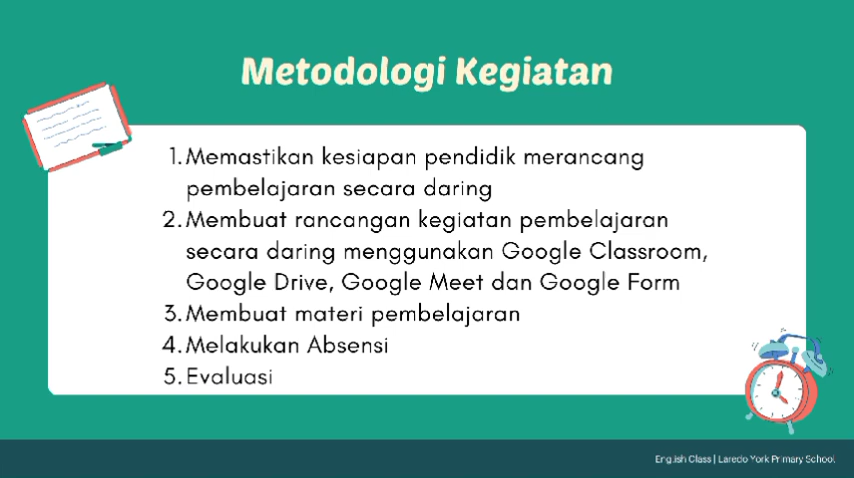 Metodologi Kegiatan
1. Memastikan kesiapan pendidik merancang
pembelajaran secara daring
2. Membuat rancangan kegiatan pembelajaran
secara daring menggunakan Google Classroom,
Google Drive, Google Meet dan Google Form
3. Membuat materi pembelajaran
4. Melakukan Absensi
5. Evaluasi
English Class | Laredo York Primary School